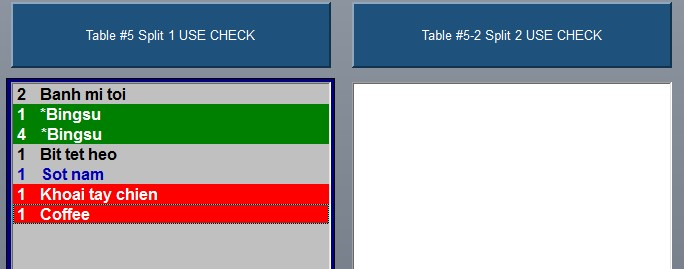 Table #5 Split 1 USE CHECK
Table #5-2 Split 2 USE CHECK
2 Banh mi toi
1 *Bingsu
4 *Bingsu
1 Bit tet heo
1 Sot nam
1 Khoai tay chien
1 Coffee